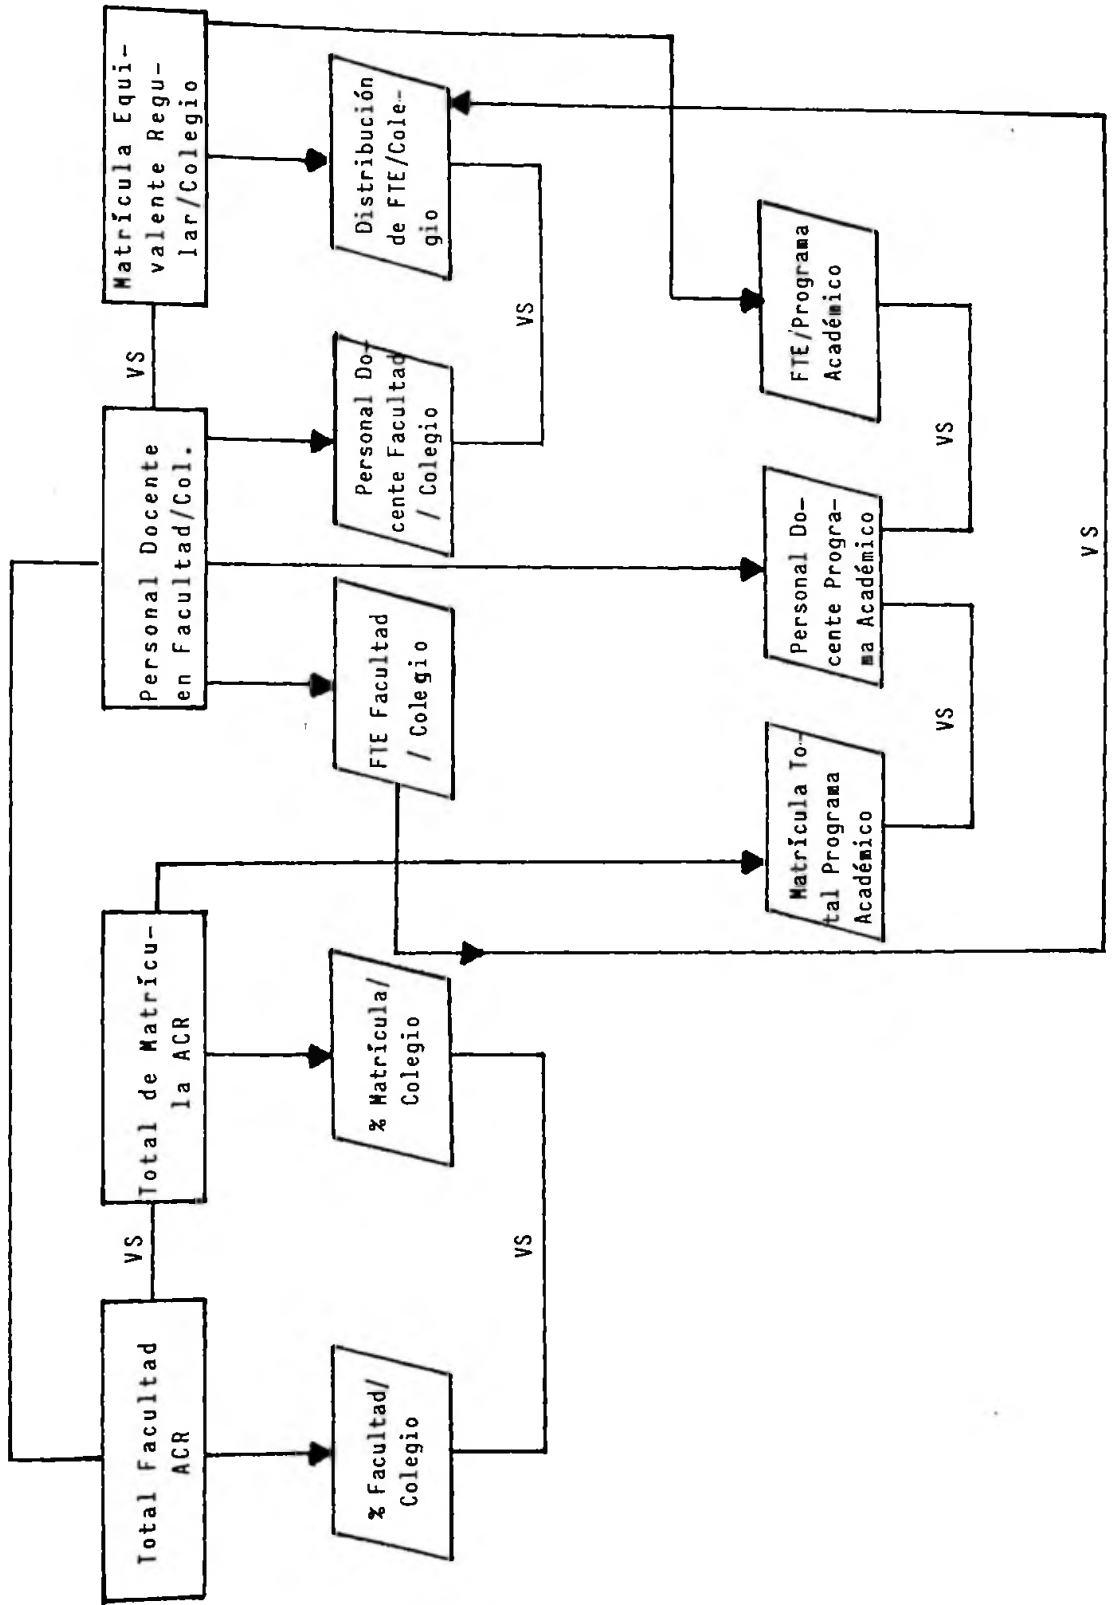 Total Facultad
ACR
VS
Total de Matrícu-
la ACR
Personal Docente
en Facultad/Col.
VS
Matrícula Equi-
valente Regu-
lar/Colegio
% Facultad/
Colegio
VS
% Matrícula/
Colegio
FTE Facultad
/ Colegio
Personal Do-
cente Facultad
/ Colegio
VS
Distribución
de FTE/Cole-
gio
Matrícula To-
tal Programa
Académico
VS
Personal Do-
cente Progra-
ma Académico
VS
FTE/Programa
Académico
VS